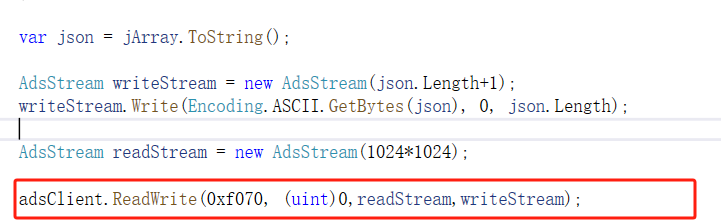 var json = jArray.ToString();
AdsStream writeStream = new AdsStream(json.Length+1);
writeStream.Write(Encoding.ASCII.GetBytes(json), 0, json.Length);
AdsStream readStream = new AdsStream(1024*1024);
adsClient.ReadWrite(0xf070, (uint)0,readStream,writeStream);